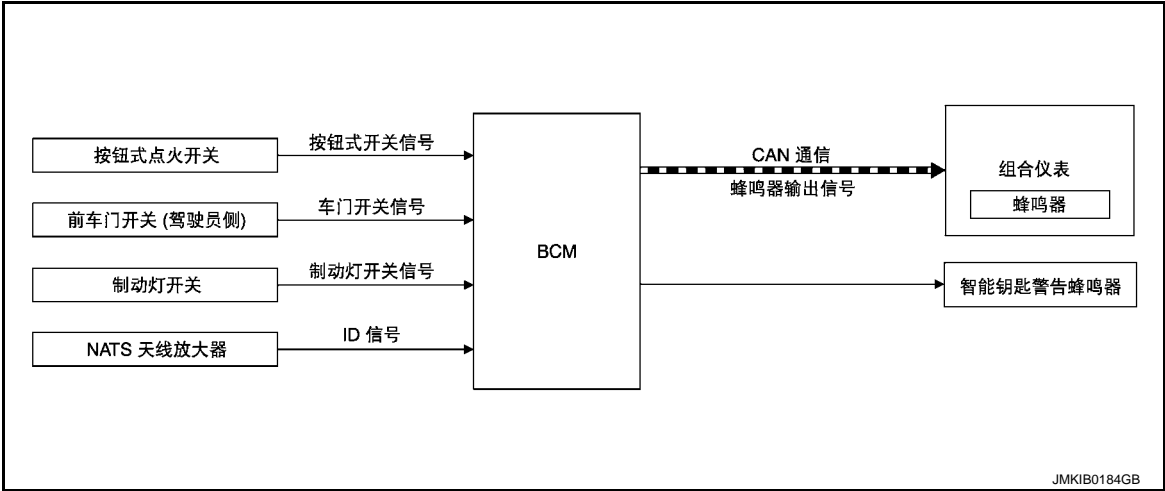 按钮式点火开关
按钮式开关信号
前车门开关 (驾驶员侧)
车门开关信号
制动灯开关
制动灯开关信号
NATS 天线放大器
ID 信号
BCM
CAN 通信
蜂鸣器输出信号
组合仪表
蜂鸣器
智能钥匙警告蜂鸣器
JMKIB0184GB